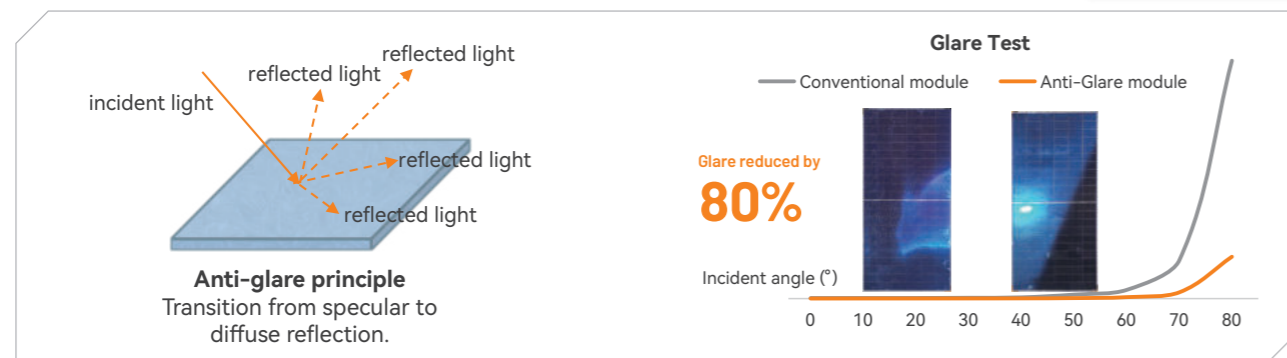 reflected light
reflected light
incident light
reflected light
reflected light
Anti-glare principle
Transition from specular to
diffuse reflection.
Glare Test
Conventional module
Anti-Glare module
Glare reduced by
80%
Incident angle (°)
0 10 20 30 40 50 60 70 80